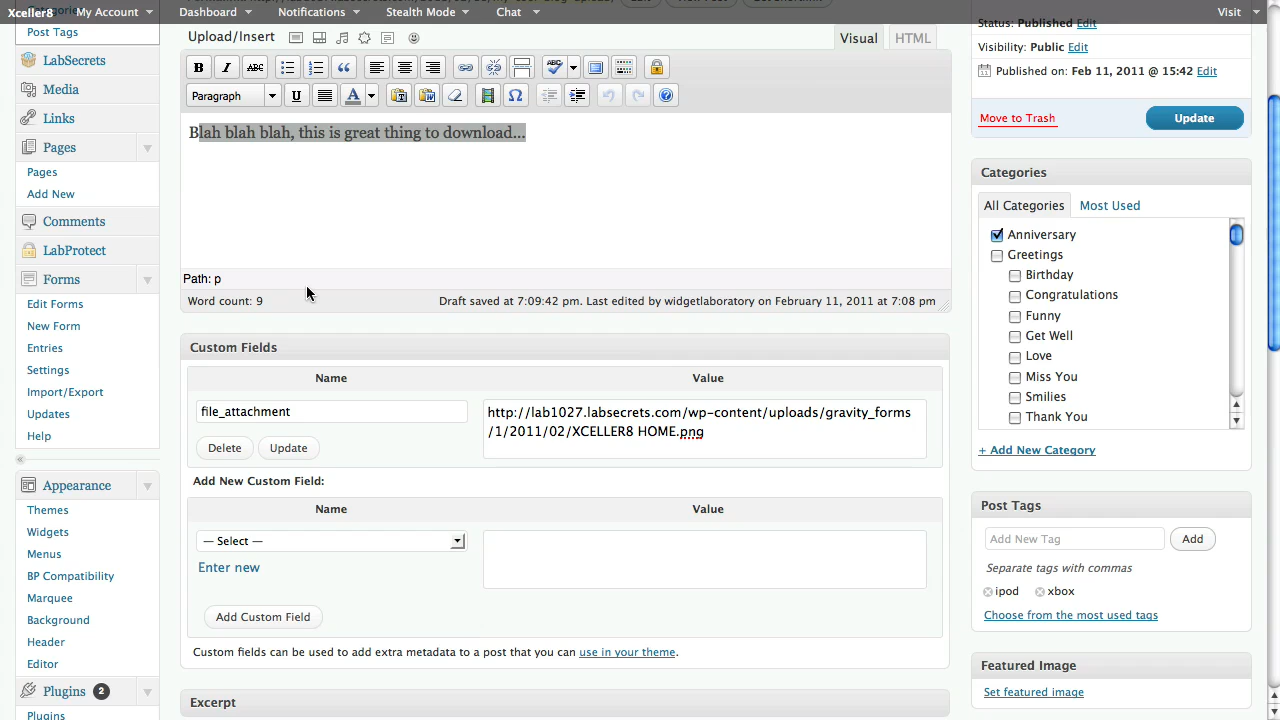 Xceller8 My Account Dashboard Notifications Stealth Mode Chat Visit
Post Tags
LabSecrets
Media
Links
Pages
Pages
Add New
Comments
LabProtect
Forms
Edit Forms
New Form
Entries
Settings
Import/Export
Updates
Help
Appearance
Themes
Widgets
Menus
BP Compatibility
Marquee
Background
Header
Editor
Plugins 2
Plugins
Upload/Insert
Visual HTML
B I ABC
Paragraph U A
Blah blah blah, this is great thing to download...
Path: p
Word count: 9 Draft saved at 7:09:42 pm. Last edited by widgetlaboratory on February 11, 2011 at 7:08 pm
Custom Fields
Name Value
file_attachment
http://lab1027.labsecrets.com/wp-content/uploads/gravity_forms
/1/2011/02/XCELLER8 HOME.png
Delete Update
Add New Custom Field:
Name Value
— Select —
Enter new
Add Custom Field
Custom fields can be used to add extra metadata to a post that you can use in your theme.
Excerpt
Status: Published Edit
Visibility: Public Edit
Published on: Feb 11, 2011 @ 15:42 Edit
Move to Trash Update
Categories
All Categories Most Used
Anniversary
Greetings
Birthday
Congratulations
Funny
Get Well
Love
Miss You
Smilies
Thank You
+ Add New Category
Post Tags
Add New Tag Add
Separate tags with commas
ipod xbox
Choose from the most used tags
Featured Image
Set featured image